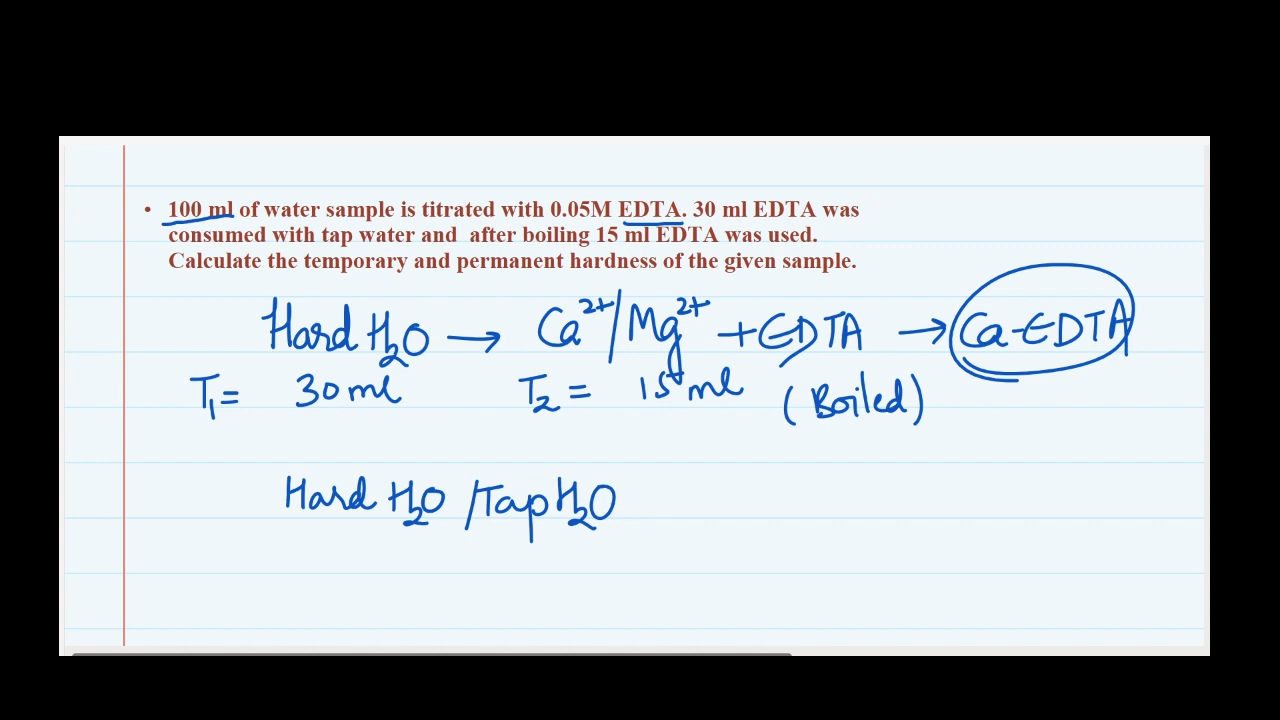 • 100 ml of water sample is titrated with 0.05M EDTA. 30 ml EDTA was
consumed with tap water and after boiling 15 ml EDTA was used.
Calculate the temporary and permanent hardness of the given sample.
Hard H₂O → Ca²⁺/Mg²⁺ + EDTA → Ca-EDTA
T₁ = 30 ml T₂ = 15 ml (Boiled)
Hard H₂O /Tap H₂O